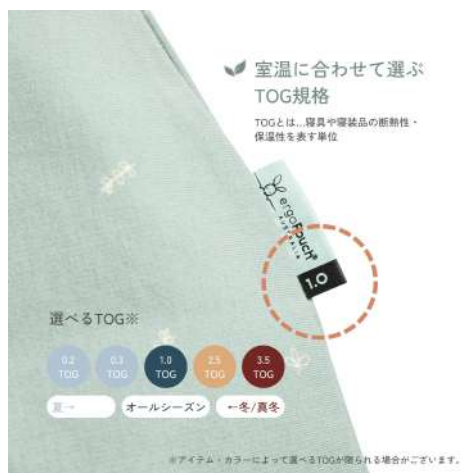 室温に合わせて選ぶ
TOG規格
TOGとは...寝具や寝装品の断熱性・
保温性を表す単位
ergoPouch®
AUSTRALIA
1.0
選べるTOG※
0.2 TOG 0.3 TOG 1.0 TOG 2.5 TOG 3.5 TOG
夏→ オールシーズン ←冬/真冬
※アイテム・カラーによって選べるTOGが限られる場合がございます。